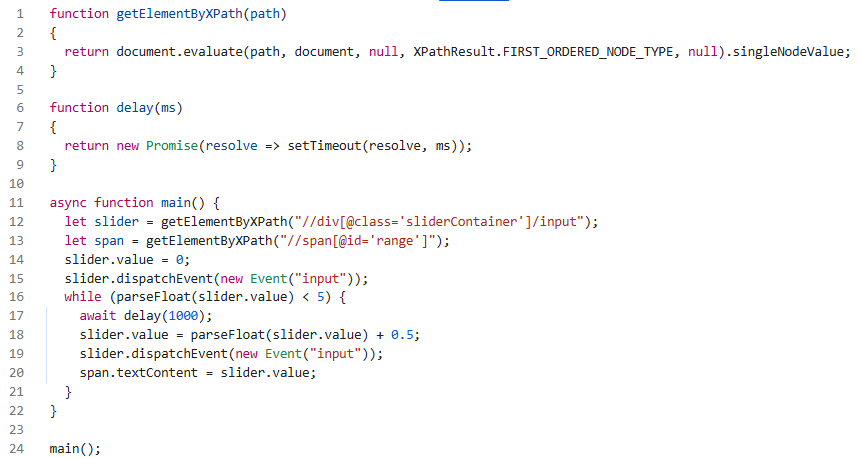 1 function getElementByXPath(path)
2 {
3   return document.evaluate(path, document, null, XPathResult.FIRST_ORDERED_NODE_TYPE, null).singleNodeValue;
4 }
5
6 function delay(ms)
7 {
8   return new Promise(resolve => setTimeout(resolve, ms));
9 }
10
11 async function main() {
12   let slider = getElementByXPath("//div[@class='sliderContainer']/input");
13   let span = getElementByXPath("//span[@id='range']");
14   slider.value = 0;
15   slider.dispatchEvent(new Event("input"));
16   while (parseFloat(slider.value) < 5) {
17     await delay(1000);
18     slider.value = parseFloat(slider.value) + 0.5;
19     slider.dispatchEvent(new Event("input"));
20     span.textContent = slider.value;
21   }
22 }
23
24 main();